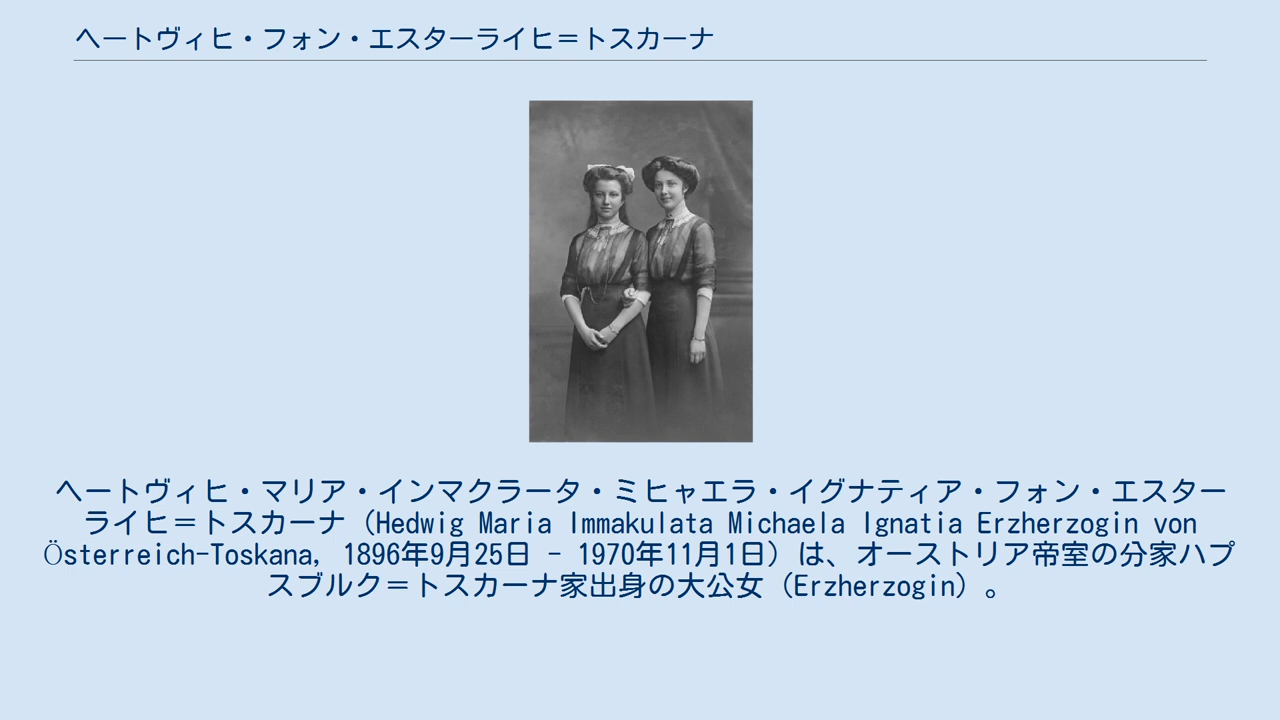 ヘートヴィヒ・フォン・エスターライヒ＝トスカーナ
ヘートヴィヒ・マリア・インマクラータ・ミヒャエラ・イグナティア・フォン・エスター
ライヒ＝トスカーナ（Hedwig Maria Immakulata Michaela Ignatia Erzherzogin von
Österreich-Toskana, 1896年9月25日 - 1970年11月1日）は、オーストリア帝室の分家ハプ
スブルク＝トスカーナ家出身の大公女（Erzherzogin）。